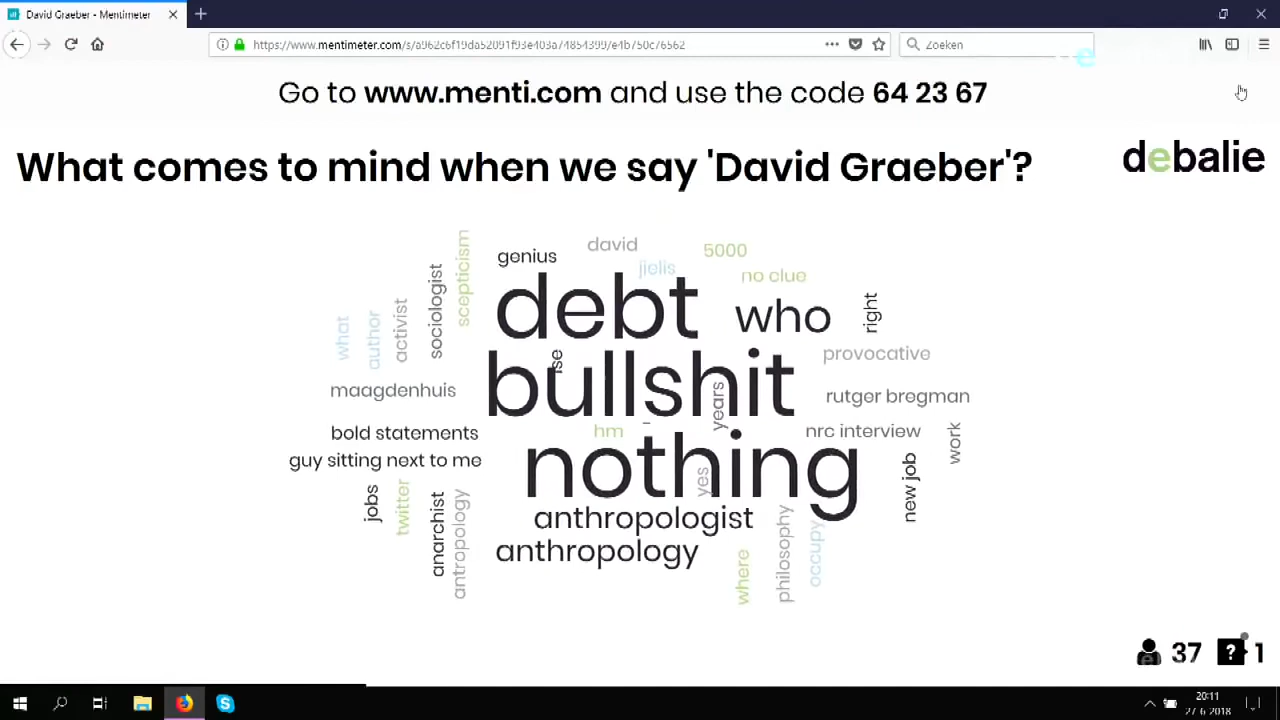 David Graeber - Mentimeter
https://www.mentimeter.com/s/a962c6f19da52091f93e403a74854399/e4b750c76562
Zoeken
Go to www.menti.com and use the code 64 23 67
What comes to mind when we say 'David Graeber'?
debalie
scepticism
genius
david
5000
jielis
no clue
sociologist
debt
who
right
what
author
activist
se
bullshit
provocative
maagdenhuis
years
rutger bregman
bold statements
hm
nrc interview
work
guy sitting next to me
nothing
yes
new job
jobs
twitter
anarchist
antropology
anthropologist
anthropology
where
philosophy
occupy
37
? 1
20:11
27-6-2018